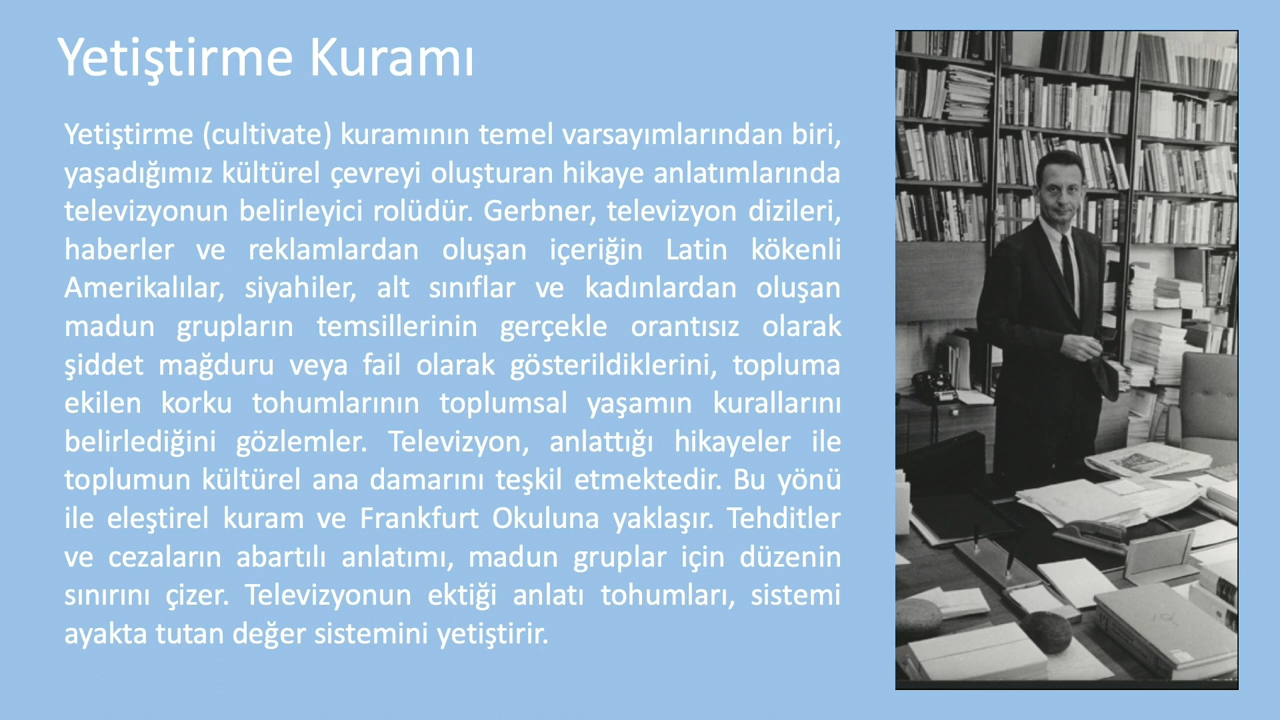 Yetiştirme Kuramı
Yetiştirme (cultivate) kuramının temel varsayımlarından biri,
yaşadığımız kültürel çevreyi oluşturan hikaye anlatımlarında
televizyonun belirleyici rolüdür. Gerbner, televizyon dizileri,
haberler ve reklamlardan oluşan içeriğin Latin kökenli
Amerikalılar, siyahiler, alt sınıflar ve kadınlardan oluşan
madun grupların temsillerinin gerçekle orantısız olarak
şiddet mağduru veya fail olarak gösterildiklerini, topluma
ekilen korku tohumlarının toplumsal yaşamın kurallarını
belirlediğini gözlemler. Televizyon, anlattığı hikayeler ile
toplumun kültürel ana damarını teşkil etmektedir. Bu yönü
ile eleştirel kuram ve Frankfurt Okuluna yaklaşır. Tehditler
ve cezaların abartılı anlatımı, madun gruplar için düzenin
sınırını çizer. Televizyonun ektiği anlatı tohumları, sistemi
ayakta tutan değer sistemini yetiştirir.